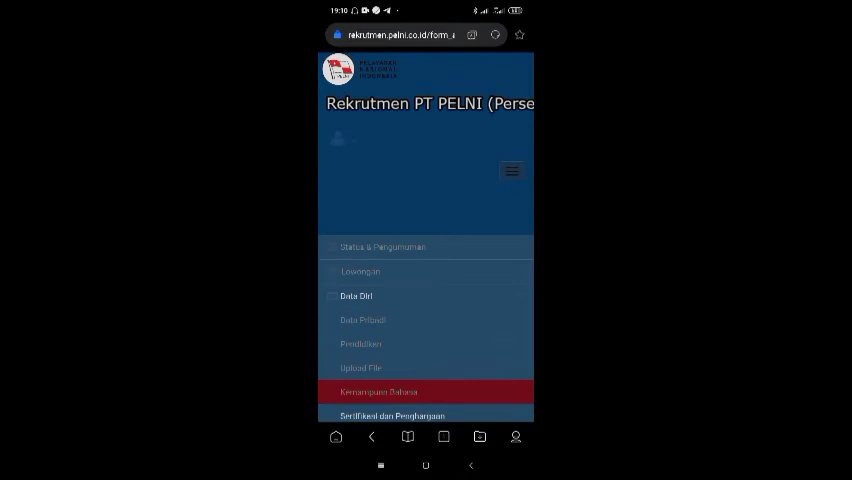 19:10
rekrutmen.pelni.co.id/form_a
PELAYARAN
NASIONAL
INDONESIA
PELNI
Rekrutmen PT PELNI (Perse
Status & Pengumuman
Lowongan
Data Diri
Data Pribadi
Pendidikan
Upload File
Kemampuan Bahasa
Sertifikasi dan Penghargaan